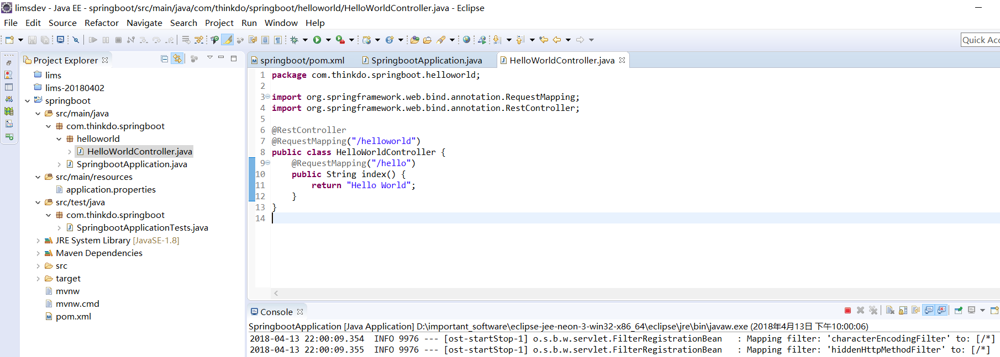 limsdev - Java EE - springboot/src/main/java/com/thinkdo/springboot/helloworld/HelloWorldController.java - Eclipse
File Edit Source Refactor Navigate Search Project Run Window Help
Quick Acc
Project Explorer
lims
lims-20180402
springboot
src/main/java
com.thinkdo.springboot
helloworld
HelloWorldController.java
SpringbootApplication.java
src/main/resources
application.properties
src/test/java
com.thinkdo.springboot
SpringbootApplicationTests.java
JRE System Library [JavaSE-1.8]
Maven Dependencies
src
target
mvnw
mvnw.cmd
pom.xml
springboot/pom.xml SpringbootApplication.java HelloWorldController.java
1 package com.thinkdo.springboot.helloworld;
2
3 import org.springframework.web.bind.annotation.RequestMapping;
4 import org.springframework.web.bind.annotation.RestController;
5
6 @RestController
7 @RequestMapping("/helloworld")
8 public class HelloWorldController {
9 @RequestMapping("/hello")
10 public String index() {
11 return "Hello World";
12 }
13 }
14
Console
SpringbootApplication [Java Application] D:\important_software\eclipse-jee-neon-3-win32-x86_64\eclipse\jre\bin\javaw.exe (2018年4月13日 下午10:00:06)
2018-04-13 22:00:09.354 INFO 9976 --- [ost-startStop-1] o.s.b.w.servlet.FilterRegistrationBean : Mapping filter: 'characterEncodingFilter' to: [/*]
2018-04-13 22:00:09.355 INFO 9976 --- [ost-startStop-1] o.s.b.w.servlet.FilterRegistrationBean : Mapping filter: 'hiddenHttpMethodFilter' to: [/*]